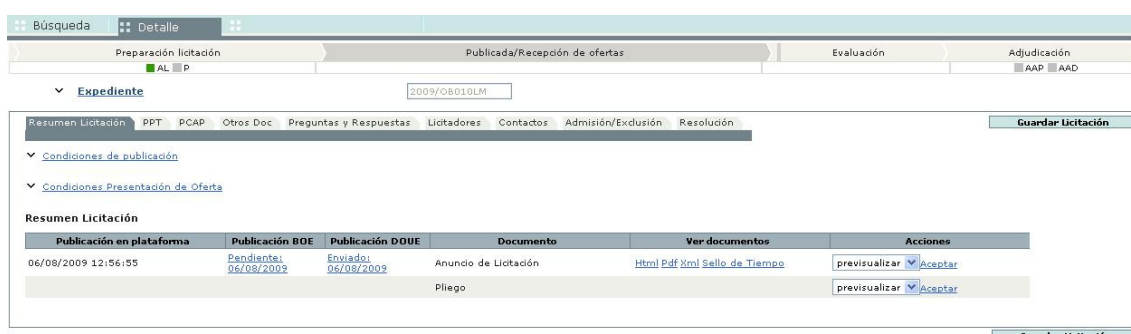 Búsqueda Detalle
Preparación licitación Publicada/Recepción de ofertas Evaluación Adjudicación
AL P AAP AAD
Expediente 2009/OB010LM
Resumen Licitación PPT PCAP Otros Doc Preguntas y Respuestas Licitadores Contactos Admisión/Exclusión Resolución Guardar Licitación
Condiciones de publicación
Condiciones Presentación de Oferta
Resumen Licitación
Publicación en plataforma Publicación BOE Publicación DOUE Documento Ver documentos Acciones
06/08/2009 12:56:55 Pendiente: 06/08/2009 Enviado: 06/08/2009 Anuncio de Licitación Html Pdf Xml Sello de Tiempo previsualizar Aceptar
Pliego previsualizar Aceptar